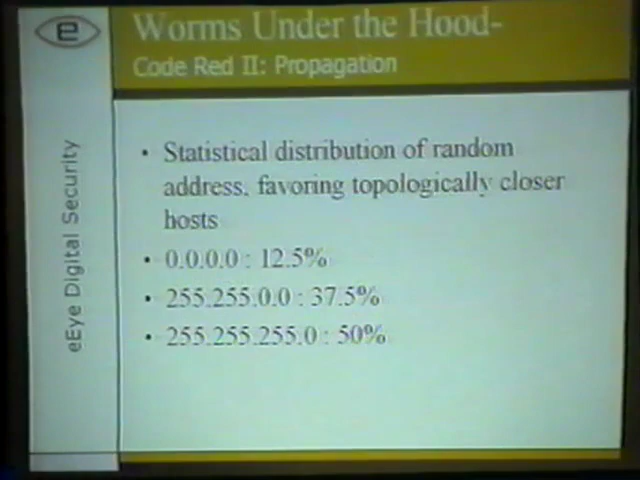 e
Worms Under the Hood-
Code Red II: Propagation
eEye Digital Security
• Statistical distribution of random
address, favoring topologically closer
hosts
• 0.0.0.0 : 12.5%
• 255.255.0.0 : 37.5%
• 255.255.255.0 : 50%